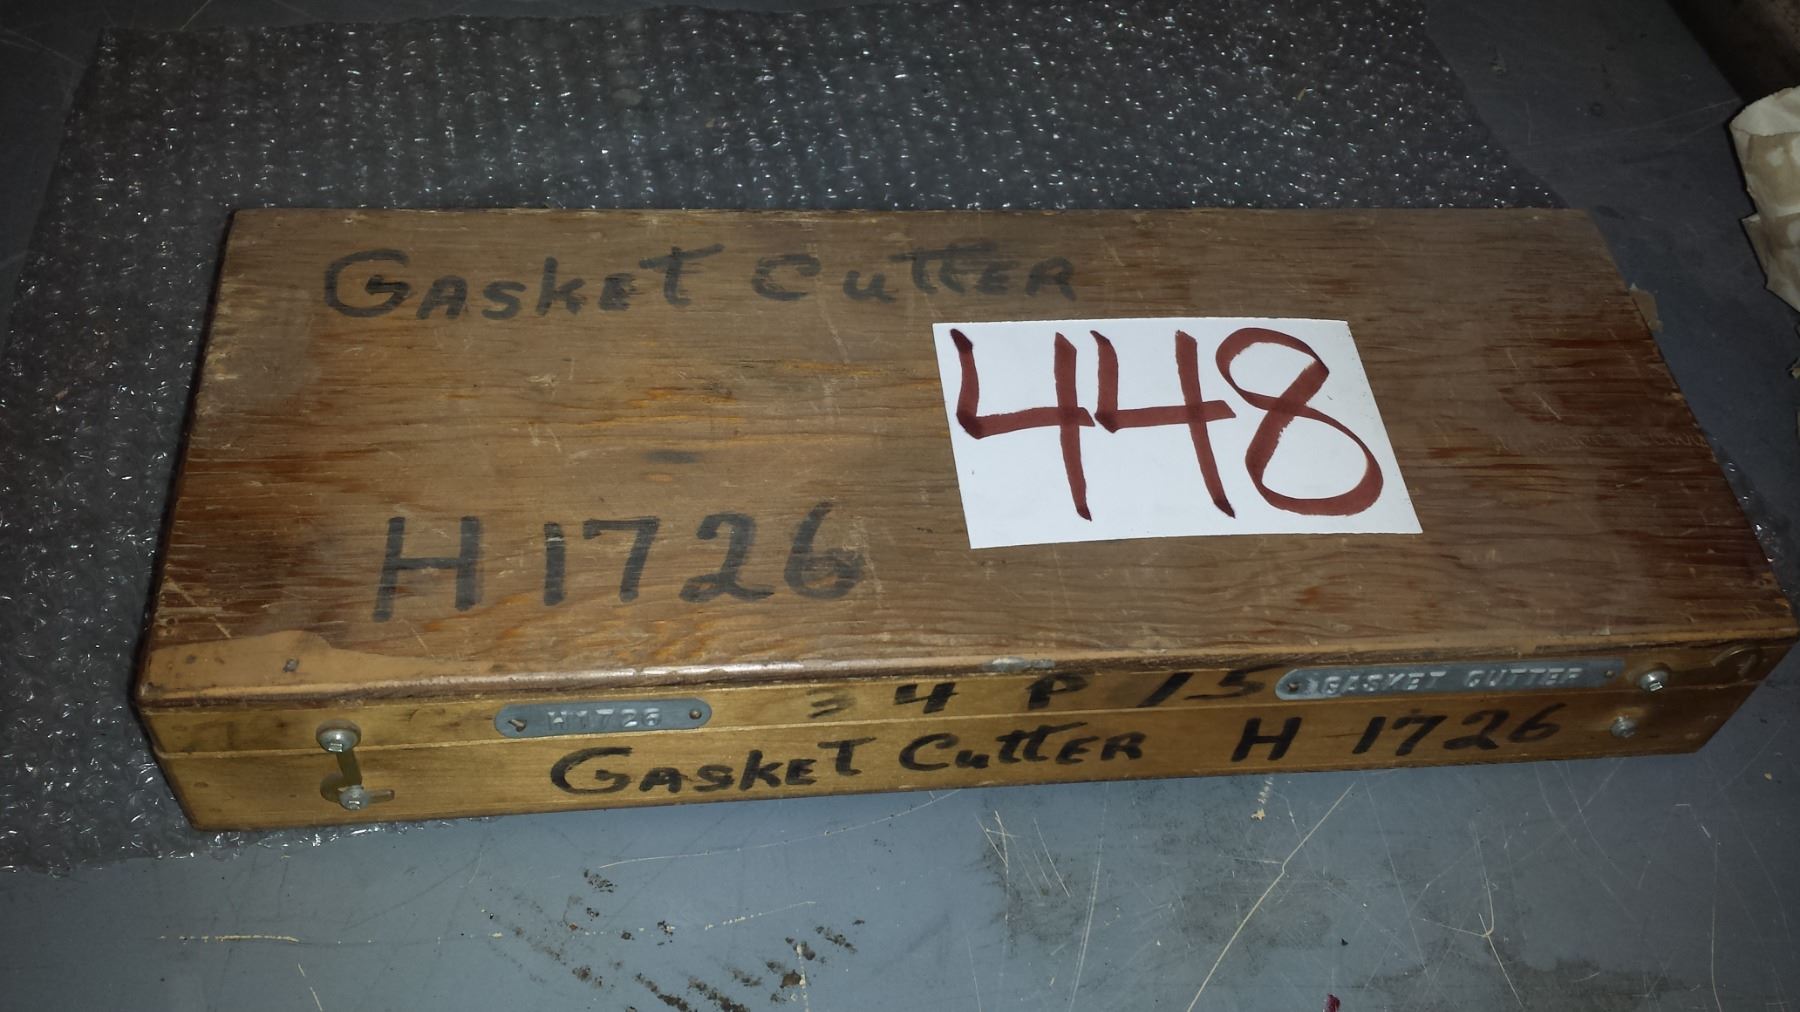 Gasket Cutter
448
H 1726
H1726
34 P 15
GASKET CUTTER
Gasket Cutter H 1726